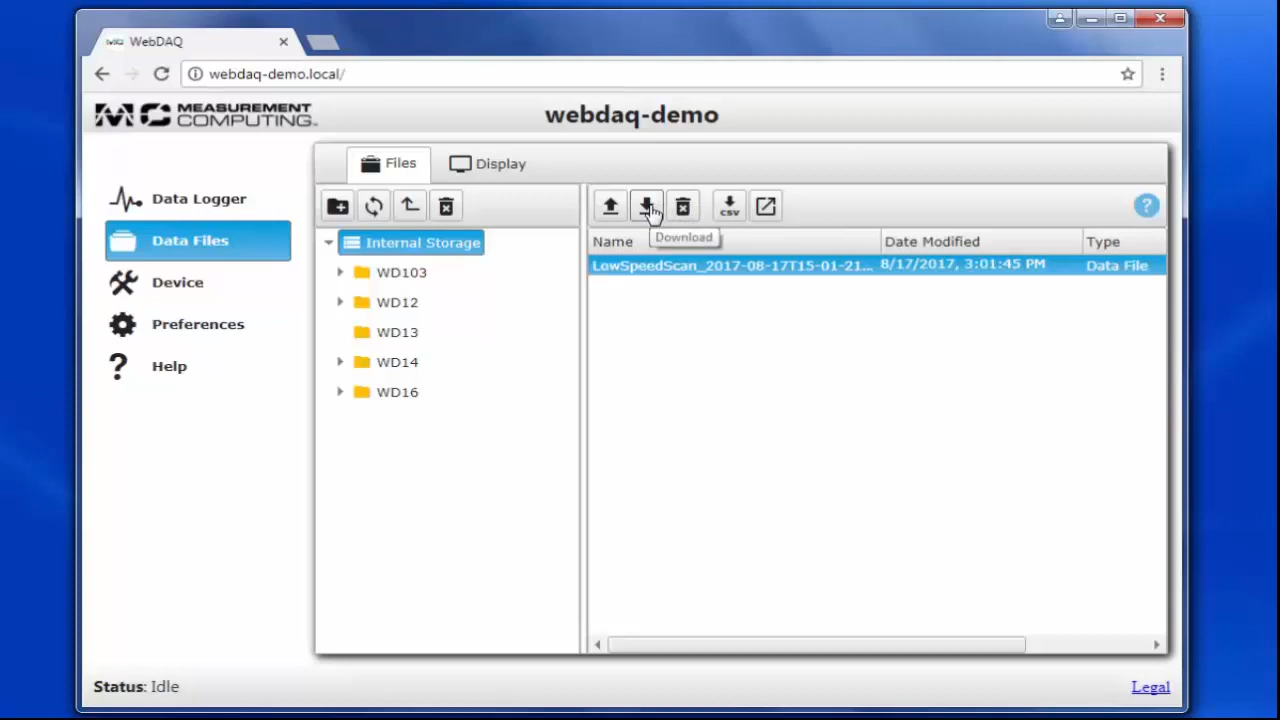 WebDAQ
webdaq-demo.local/
MEASUREMENT
COMPUTING
webdaq-demo
Files
Display
Data Logger
Data Files
Device
Preferences
Help
CSV
Download
Internal Storage
WD103
WD12
WD13
WD14
WD16
Name
Date Modified
Type
LowSpeedScan_2017-08-17T15-01-21...
8/17/2017, 3:01:45 PM
Data File
Status: Idle
Legal